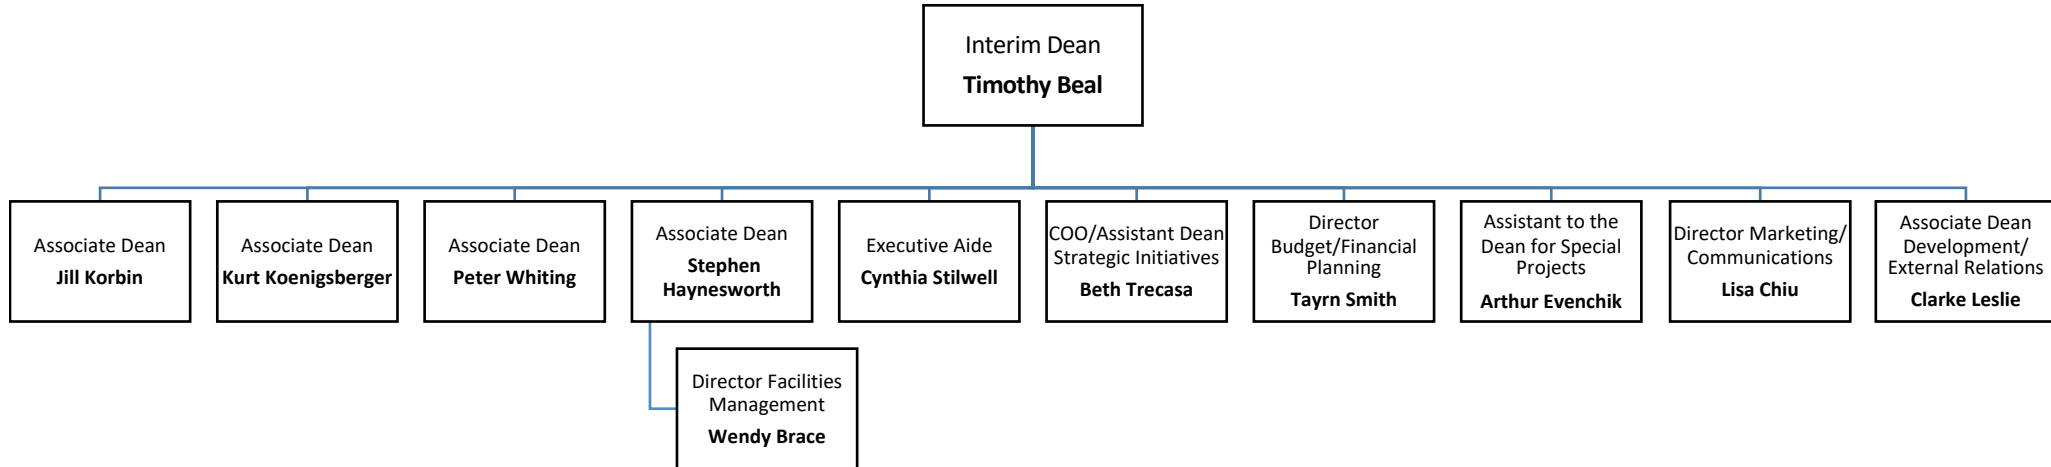 Interim Dean
Timothy Beal
Associate Dean
Jill Korbin
Associate Dean
Kurt Koenigsberger
Associate Dean
Peter Whiting
Associate Dean
Stephen
Haynesworth
Executive Aide
Cynthia Stilwell
COO/Assistant Dean
Strategic Initiatives
Beth Trecasa
Director
Budget/Financial
Planning
Tayrn Smith
Assistant to the
Dean for Special
Projects
Arthur Evenchik
Director Marketing/
Communications
Lisa Chiu
Associate Dean
Development/
External Relations
Clarke Leslie
Director Facilities
Management
Wendy Brace